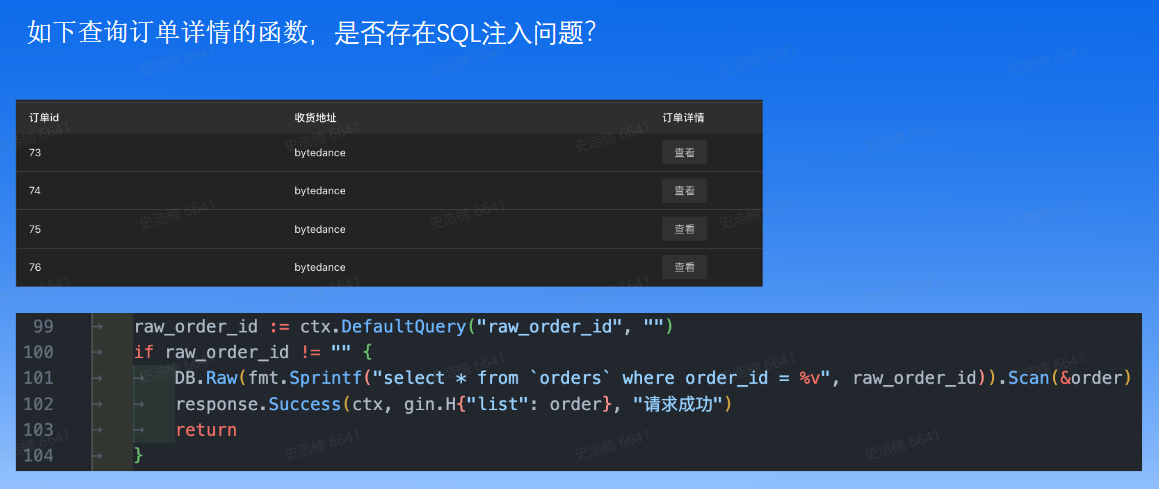 如下查询订单详情的函数，是否存在SQL注入问题？
订单id 收货地址 订单详情
73 bytedance 查看
74 bytedance 查看
75 bytedance 查看
76 bytedance 查看
99 raw_order_id := ctx.DefaultQuery("raw_order_id", "")
100 if raw_order_id != "" {
101 DB.Raw(fmt.Sprintf("select * from `orders` where order_id = %v", raw_order_id)).Scan(&order)
102 response.Success(ctx, gin.H{"list": order}, "请求成功")
103 return
104 }
史浩楠 6641